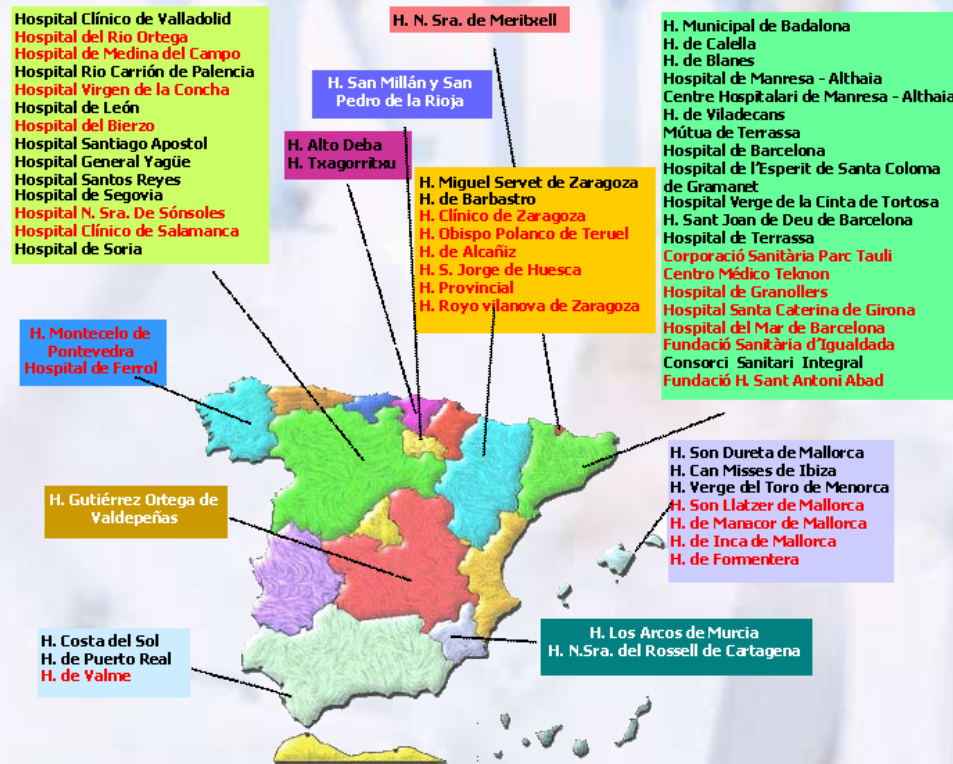 Hospital Clínico de Valladolid
Hospital del Rio Ortega
Hospital de Medina del Campo
Hospital Rio Carrión de Palencia
Hospital Virgen de la Concha
Hospital de León
Hospital del Bierzo
Hospital Santiago Apostol
Hospital General Yagüe
Hospital Santos Reyes
Hospital de Segovia
Hospital N. Sra. De Sónsoles
Hospital Clínico de Salamanca
Hospital de Soria
H. N. Sra. de Meritxell
H. San Millán y San
Pedro de la Rioja
H. Alto Deba
H. Txagorritxu
H. Miguel Servet de Zaragoza
H. de Barbastro
H. Clínico de Zaragoza
H. Obispo Polanco de Teruel
H. de Alcañiz
H. S. Jorge de Huesca
H. Provincial
H. Royo vilanova de Zaragoza
H. Municipal de Badalona
H. de Calella
H. de Blanes
Hospital de Manresa - Althaia
Centre Hospitalari de Manresa - Althaia
H. de Viladecans
Mútua de Terrassa
Hospital de Barcelona
Hospital de l'Esperit de Santa Coloma
de Gramanet
Hospital Verge de la Cinta de Tortosa
H. Sant Joan de Deu de Barcelona
Hospital de Terrassa
Corporació Sanitària Parc Tauli
Centro Médico Teknon
Hospital de Granollers
Hospital Santa Caterina de Girona
Hospital del Mar de Barcelona
Fundació Sanitària d'Igualdada
Consorci Sanitari Integral
Fundació H. Sant Antoni Abad
H. Montecelo de
Pontevedra
Hospital de Ferrol
H. Gutiérrez Ortega de
Valdepeñas
H. Son Dureta de Mallorca
H. Can Misses de Ibiza
H. Verge del Toro de Menorca
H. Son Llatzer de Mallorca
H. de Manacor de Mallorca
H. de Inca de Mallorca
H. de Formentera
H. Costa del Sol
H. de Puerto Real
H. de Valme
H. Los Arcos de Murcia
H. N.Sra. del Rossell de Cartagena